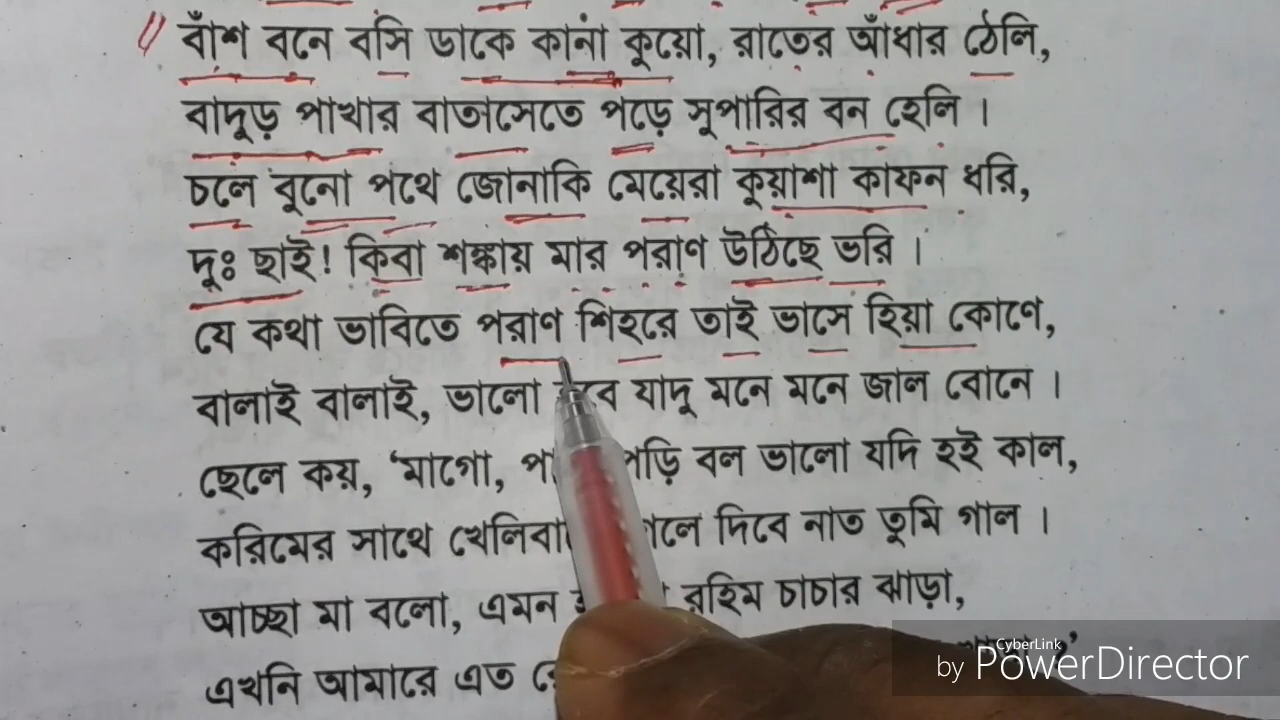 বাঁশ বনে বসি ডাকে কানা কুয়ো, রাতের আঁধার ঠেলি,
বাদুড় পাখার বাতাসেতে পড়ে সুপারির বন হেলি ।
চলে বুনো পথে জোনাকি মেয়েরা কুয়াশা কাফন ধরি,
দুঃ ছাই! কিবা শঙ্কায় মার পরাণ উঠিছে ভরি ।
যে কথা ভাবিতে পরাণ শিহরে তাই ভাসে হিয়া কোণে,
বালাই বালাই, ভালো যাদু মনে মনে জাল বোনে ।
ছেলে কয়, ‘মাগো, বল ভালো যদি হই কাল,
করিমের সাথে দিবে নাত তুমি গাল ।
আচ্ছা মা বলো, এমন রহিম চাচার ঝাড়া,
এখনি আমারে এত
CyberLink
by PowerDirector